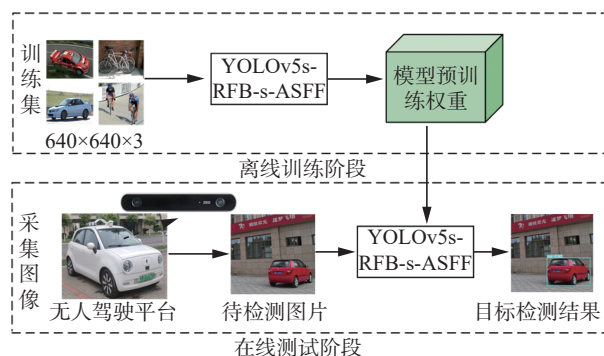 训练集
640×640×3
YOLOv5s-
RFB-s-ASFF
模型预训
练权重
离线训练阶段
采集图像
无人驾驶平台
待检测图片
YOLOv5s-
RFB-s-ASFF
目标检测结果
在线测试阶段